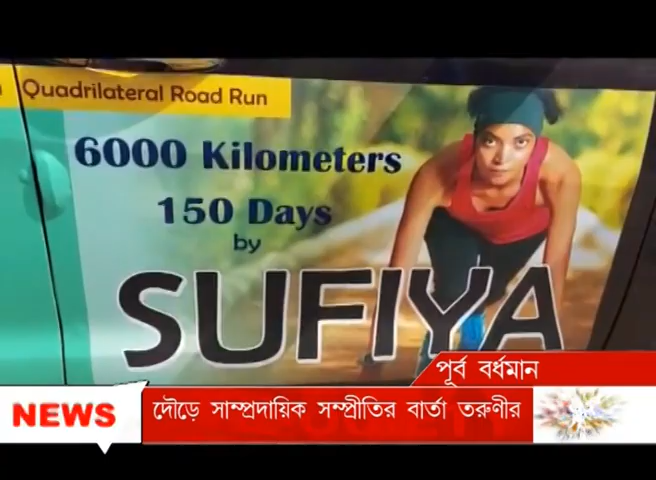 Quadrilateral Road Run
6000 Kilometers
150 Days
by
SUFIYA
পূর্ব বর্ধমান
NEWS
দৌড়ে সাম্প্রদায়িক সম্প্রীতির বার্তা তরুণীর